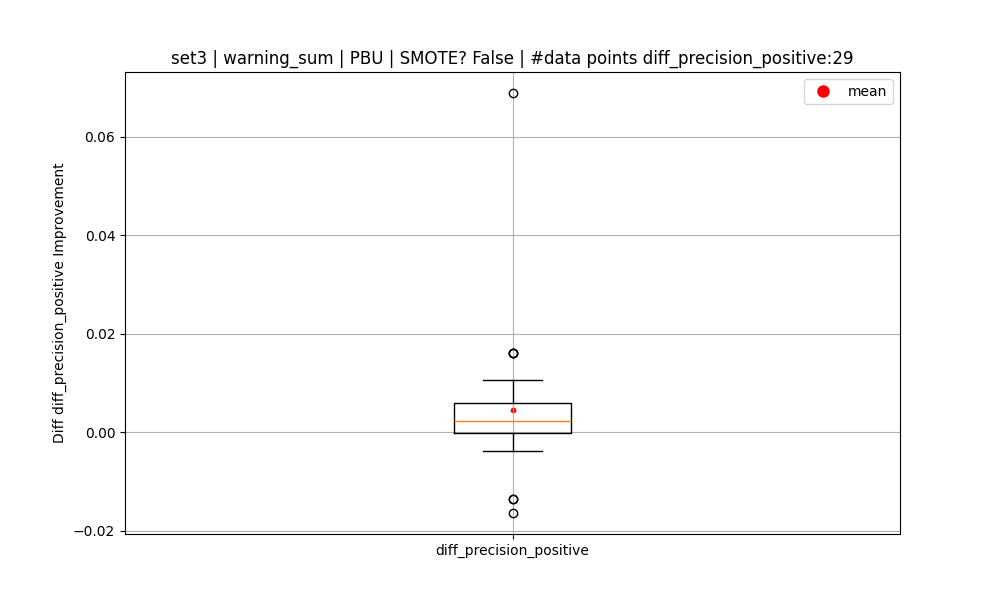 set3 | warning_sum | PBU | SMOTE? False | #data points diff_precision_positive:29
mean
Diff diff_precision_positive Improvement
0.06
0.04
0.02
0.00
−0.02
diff_precision_positive